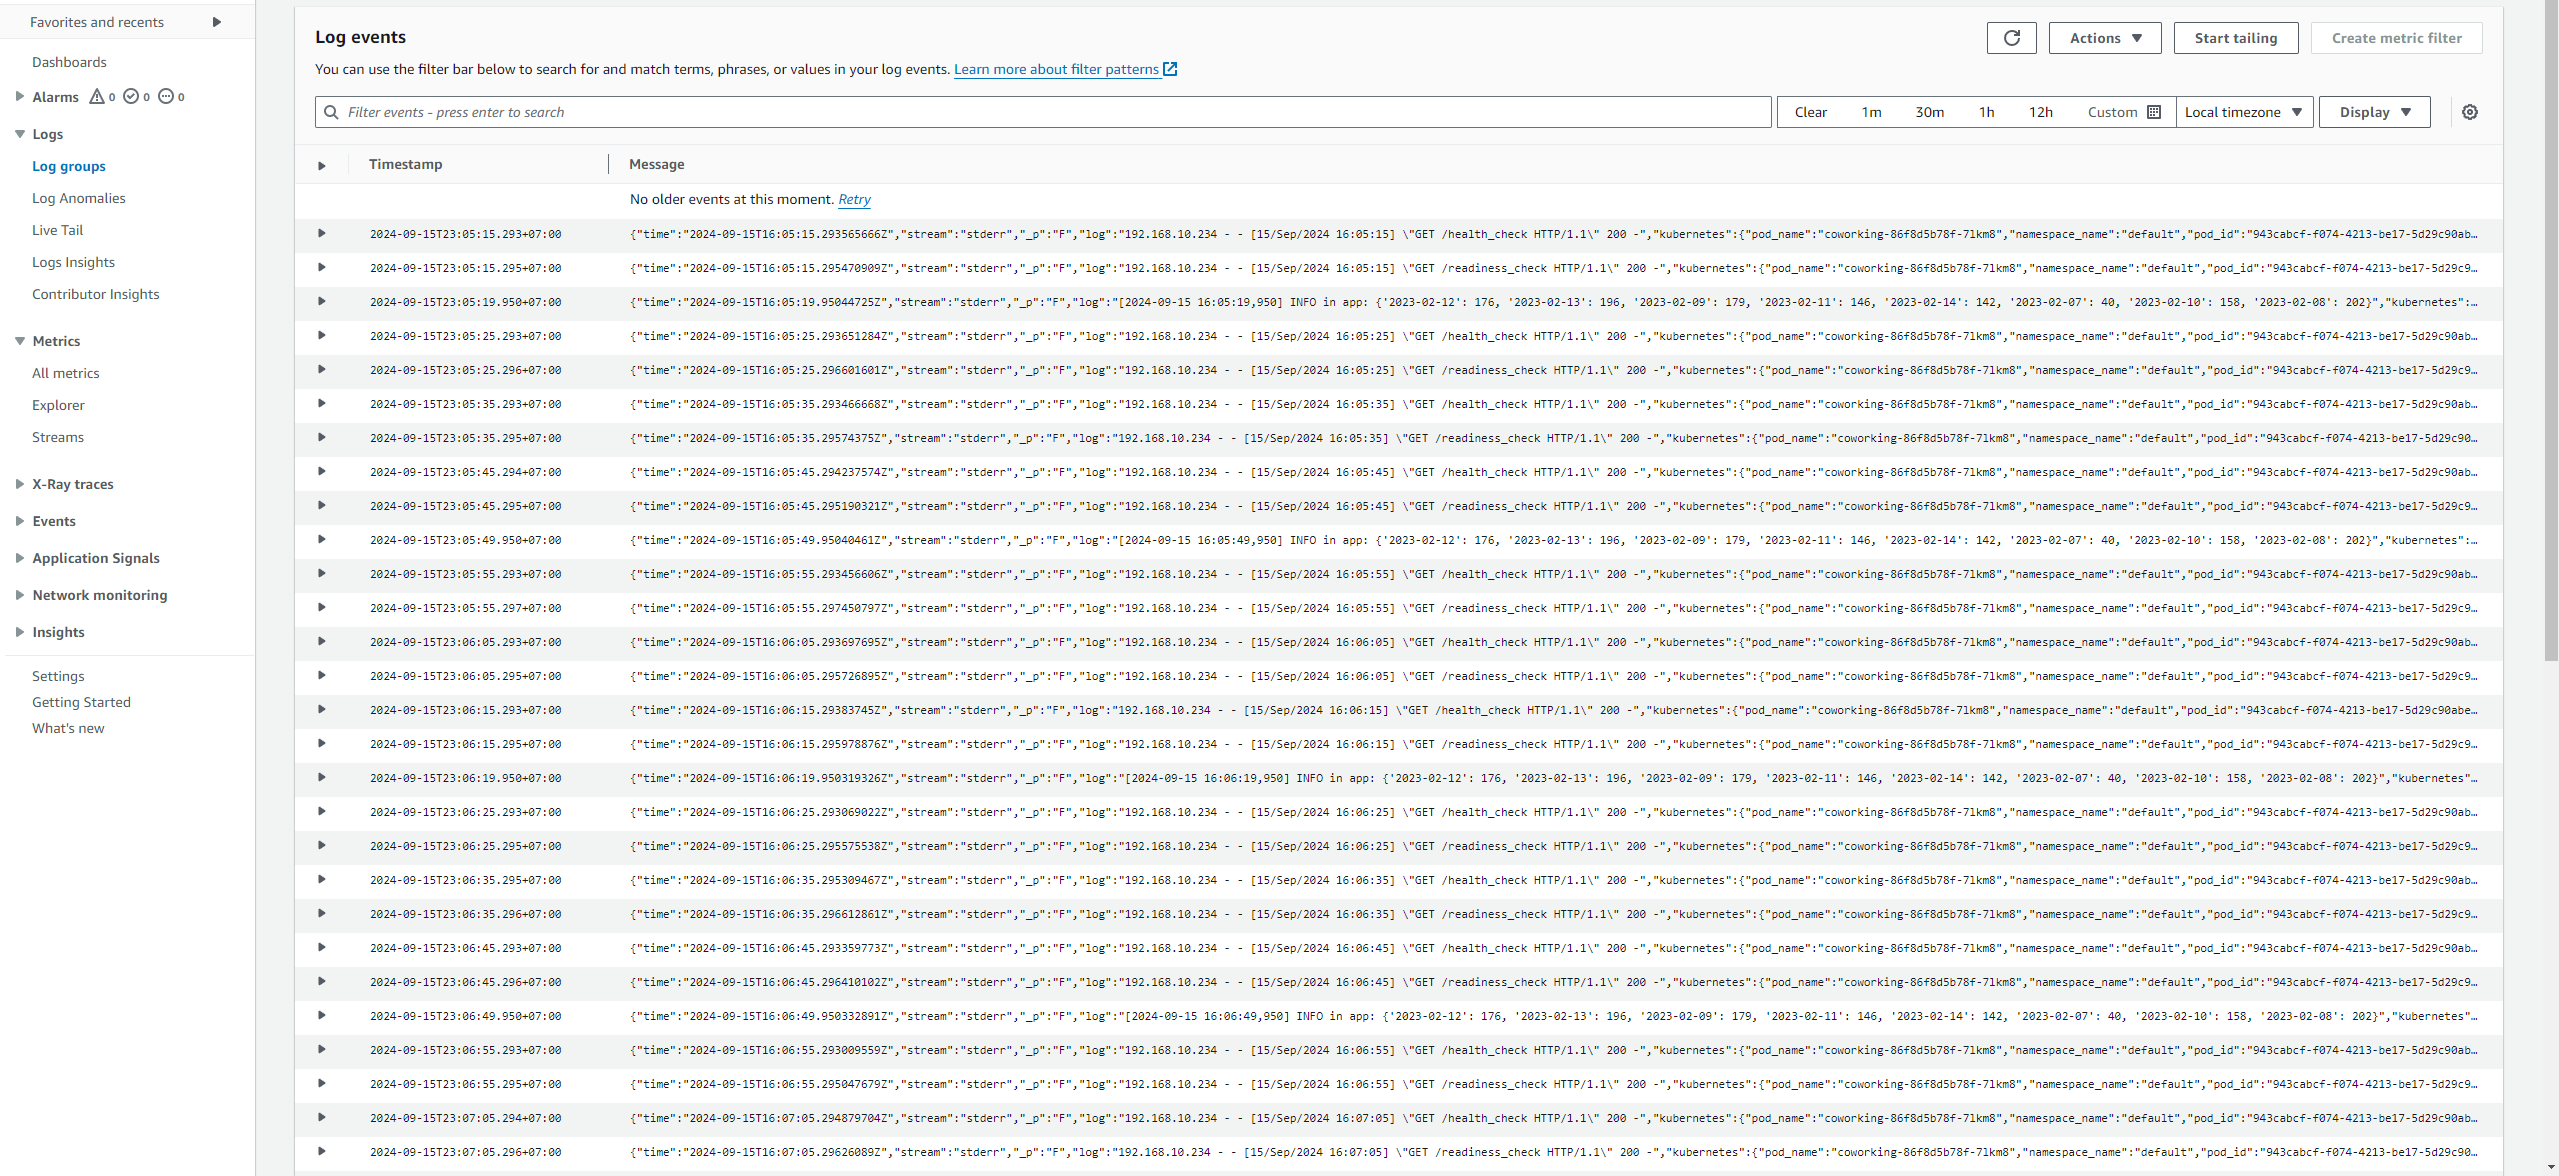 Favorites and recents
Dashboards
Alarms 0 0 0
Logs
Log groups
Log Anomalies
Live Tail
Logs Insights
Contributor Insights
Metrics
All metrics
Explorer
Streams
X-Ray traces
Events
Application Signals
Network monitoring
Insights
Settings
Getting Started
What's new
Log events
Actions
Start tailing
Create metric filter
You can use the filter bar below to search for and match terms, phrases, or values in your log events. Learn more about filter patterns
Filter events - press enter to search
Clear 1m 30m 1h 12h Custom Local timezone Display
Timestamp Message
No older events at this moment. Retry
2024-09-15T23:05:15.293+07:00 {"time":"2024-09-15T16:05:15.293565666Z","stream":"stderr","_p":"F","log":"192.168.10.234 - - [15/Sep/2024 16:05:15] \"GET /health_check HTTP/1.1\" 200 -","kubernetes":{"pod_name":"coworking-86f8d5b78f-7lkm8","namespace_name":"default","pod_id":"943cabcf-f074-4213-be17-5d29c90ab…
2024-09-15T23:05:15.295+07:00 {"time":"2024-09-15T16:05:15.295470909Z","stream":"stderr","_p":"F","log":"192.168.10.234 - - [15/Sep/2024 16:05:15] \"GET /readiness_check HTTP/1.1\" 200 -","kubernetes":{"pod_name":"coworking-86f8d5b78f-7lkm8","namespace_name":"default","pod_id":"943cabcf-f074-4213-be17-5d29c9…
2024-09-15T23:05:19.950+07:00 {"time":"2024-09-15T16:05:19.95044725Z","stream":"stderr","_p":"F","log":"[2024-09-15 16:05:19,950] INFO in app: {'2023-02-12': 176, '2023-02-13': 196, '2023-02-09': 179, '2023-02-11': 146, '2023-02-14': 142, '2023-02-07': 40, '2023-02-10': 158, '2023-02-08': 202}","kubernetes":…
2024-09-15T23:05:25.293+07:00 {"time":"2024-09-15T16:05:25.293651284Z","stream":"stderr","_p":"F","log":"192.168.10.234 - - [15/Sep/2024 16:05:25] \"GET /health_check HTTP/1.1\" 200 -","kubernetes":{"pod_name":"coworking-86f8d5b78f-7lkm8","namespace_name":"default","pod_id":"943cabcf-f074-4213-be17-5d29c90ab…
2024-09-15T23:05:25.296+07:00 {"time":"2024-09-15T16:05:25.296601601Z","stream":"stderr","_p":"F","log":"192.168.10.234 - - [15/Sep/2024 16:05:25] \"GET /readiness_check HTTP/1.1\" 200 -","kubernetes":{"pod_name":"coworking-86f8d5b78f-7lkm8","namespace_name":"default","pod_id":"943cabcf-f074-4213-be17-5d29c9…
2024-09-15T23:05:35.293+07:00 {"time":"2024-09-15T16:05:35.293466668Z","stream":"stderr","_p":"F","log":"192.168.10.234 - - [15/Sep/2024 16:05:35] \"GET /health_check HTTP/1.1\" 200 -","kubernetes":{"pod_name":"coworking-86f8d5b78f-7lkm8","namespace_name":"default","pod_id":"943cabcf-f074-4213-be17-5d29c90ab…
2024-09-15T23:05:35.295+07:00 {"time":"2024-09-15T16:05:35.29574375Z","stream":"stderr","_p":"F","log":"192.168.10.234 - - [15/Sep/2024 16:05:35] \"GET /readiness_check HTTP/1.1\" 200 -","kubernetes":{"pod_name":"coworking-86f8d5b78f-7lkm8","namespace_name":"default","pod_id":"943cabcf-f074-4213-be17-5d29c90…
2024-09-15T23:05:45.294+07:00 {"time":"2024-09-15T16:05:45.294237574Z","stream":"stderr","_p":"F","log":"192.168.10.234 - - [15/Sep/2024 16:05:45] \"GET /health_check HTTP/1.1\" 200 -","kubernetes":{"pod_name":"coworking-86f8d5b78f-7lkm8","namespace_name":"default","pod_id":"943cabcf-f074-4213-be17-5d29c90ab…
2024-09-15T23:05:45.295+07:00 {"time":"2024-09-15T16:05:45.295190321Z","stream":"stderr","_p":"F","log":"192.168.10.234 - - [15/Sep/2024 16:05:45] \"GET /readiness_check HTTP/1.1\" 200 -","kubernetes":{"pod_name":"coworking-86f8d5b78f-7lkm8","namespace_name":"default","pod_id":"943cabcf-f074-4213-be17-5d29c9…
2024-09-15T23:05:49.950+07:00 {"time":"2024-09-15T16:05:49.95040461Z","stream":"stderr","_p":"F","log":"[2024-09-15 16:05:49,950] INFO in app: {'2023-02-12': 176, '2023-02-13': 196, '2023-02-09': 179, '2023-02-11': 146, '2023-02-14': 142, '2023-02-07': 40, '2023-02-10': 158, '2023-02-08': 202}","kubernetes":…
2024-09-15T23:05:55.293+07:00 {"time":"2024-09-15T16:05:55.293456606Z","stream":"stderr","_p":"F","log":"192.168.10.234 - - [15/Sep/2024 16:05:55] \"GET /health_check HTTP/1.1\" 200 -","kubernetes":{"pod_name":"coworking-86f8d5b78f-7lkm8","namespace_name":"default","pod_id":"943cabcf-f074-4213-be17-5d29c90ab…
2024-09-15T23:05:55.297+07:00 {"time":"2024-09-15T16:05:55.297450797Z","stream":"stderr","_p":"F","log":"192.168.10.234 - - [15/Sep/2024 16:05:55] \"GET /readiness_check HTTP/1.1\" 200 -","kubernetes":{"pod_name":"coworking-86f8d5b78f-7lkm8","namespace_name":"default","pod_id":"943cabcf-f074-4213-be17-5d29c9…
2024-09-15T23:06:05.293+07:00 {"time":"2024-09-15T16:06:05.293697695Z","stream":"stderr","_p":"F","log":"192.168.10.234 - - [15/Sep/2024 16:06:05] \"GET /health_check HTTP/1.1\" 200 -","kubernetes":{"pod_name":"coworking-86f8d5b78f-7lkm8","namespace_name":"default","pod_id":"943cabcf-f074-4213-be17-5d29c90ab…
2024-09-15T23:06:05.295+07:00 {"time":"2024-09-15T16:06:05.295726895Z","stream":"stderr","_p":"F","log":"192.168.10.234 - - [15/Sep/2024 16:06:05] \"GET /readiness_check HTTP/1.1\" 200 -","kubernetes":{"pod_name":"coworking-86f8d5b78f-7lkm8","namespace_name":"default","pod_id":"943cabcf-f074-4213-be17-5d29c9…
2024-09-15T23:06:15.293+07:00 {"time":"2024-09-15T16:06:15.29383745Z","stream":"stderr","_p":"F","log":"192.168.10.234 - - [15/Sep/2024 16:06:15] \"GET /health_check HTTP/1.1\" 200 -","kubernetes":{"pod_name":"coworking-86f8d5b78f-7lkm8","namespace_name":"default","pod_id":"943cabcf-f074-4213-be17-5d29c90abe…
2024-09-15T23:06:15.295+07:00 {"time":"2024-09-15T16:06:15.295978876Z","stream":"stderr","_p":"F","log":"192.168.10.234 - - [15/Sep/2024 16:06:15] \"GET /readiness_check HTTP/1.1\" 200 -","kubernetes":{"pod_name":"coworking-86f8d5b78f-7lkm8","namespace_name":"default","pod_id":"943cabcf-f074-4213-be17-5d29c9…
2024-09-15T23:06:19.950+07:00 {"time":"2024-09-15T16:06:19.950319326Z","stream":"stderr","_p":"F","log":"[2024-09-15 16:06:19,950] INFO in app: {'2023-02-12': 176, '2023-02-13': 196, '2023-02-09': 179, '2023-02-11': 146, '2023-02-14': 142, '2023-02-07': 40, '2023-02-10': 158, '2023-02-08': 202}","kubernetes"…
2024-09-15T23:06:25.293+07:00 {"time":"2024-09-15T16:06:25.293069022Z","stream":"stderr","_p":"F","log":"192.168.10.234 - - [15/Sep/2024 16:06:25] \"GET /health_check HTTP/1.1\" 200 -","kubernetes":{"pod_name":"coworking-86f8d5b78f-7lkm8","namespace_name":"default","pod_id":"943cabcf-f074-4213-be17-5d29c90ab…
2024-09-15T23:06:25.295+07:00 {"time":"2024-09-15T16:06:25.295575538Z","stream":"stderr","_p":"F","log":"192.168.10.234 - - [15/Sep/2024 16:06:25] \"GET /readiness_check HTTP/1.1\" 200 -","kubernetes":{"pod_name":"coworking-86f8d5b78f-7lkm8","namespace_name":"default","pod_id":"943cabcf-f074-4213-be17-5d29c9…
2024-09-15T23:06:35.295+07:00 {"time":"2024-09-15T16:06:35.295309467Z","stream":"stderr","_p":"F","log":"192.168.10.234 - - [15/Sep/2024 16:06:35] \"GET /health_check HTTP/1.1\" 200 -","kubernetes":{"pod_name":"coworking-86f8d5b78f-7lkm8","namespace_name":"default","pod_id":"943cabcf-f074-4213-be17-5d29c90ab…
2024-09-15T23:06:35.296+07:00 {"time":"2024-09-15T16:06:35.296612861Z","stream":"stderr","_p":"F","log":"192.168.10.234 - - [15/Sep/2024 16:06:35] \"GET /readiness_check HTTP/1.1\" 200 -","kubernetes":{"pod_name":"coworking-86f8d5b78f-7lkm8","namespace_name":"default","pod_id":"943cabcf-f074-4213-be17-5d29c9…
2024-09-15T23:06:45.293+07:00 {"time":"2024-09-15T16:06:45.293359773Z","stream":"stderr","_p":"F","log":"192.168.10.234 - - [15/Sep/2024 16:06:45] \"GET /health_check HTTP/1.1\" 200 -","kubernetes":{"pod_name":"coworking-86f8d5b78f-7lkm8","namespace_name":"default","pod_id":"943cabcf-f074-4213-be17-5d29c90ab…
2024-09-15T23:06:45.296+07:00 {"time":"2024-09-15T16:06:45.296410102Z","stream":"stderr","_p":"F","log":"192.168.10.234 - - [15/Sep/2024 16:06:45] \"GET /readiness_check HTTP/1.1\" 200 -","kubernetes":{"pod_name":"coworking-86f8d5b78f-7lkm8","namespace_name":"default","pod_id":"943cabcf-f074-4213-be17-5d29c9…
2024-09-15T23:06:49.950+07:00 {"time":"2024-09-15T16:06:49.950332891Z","stream":"stderr","_p":"F","log":"[2024-09-15 16:06:49,950] INFO in app: {'2023-02-12': 176, '2023-02-13': 196, '2023-02-09': 179, '2023-02-11': 146, '2023-02-14': 142, '2023-02-07': 40, '2023-02-10': 158, '2023-02-08': 202}","kubernetes"…
2024-09-15T23:06:55.293+07:00 {"time":"2024-09-15T16:06:55.293009559Z","stream":"stderr","_p":"F","log":"192.168.10.234 - - [15/Sep/2024 16:06:55] \"GET /health_check HTTP/1.1\" 200 -","kubernetes":{"pod_name":"coworking-86f8d5b78f-7lkm8","namespace_name":"default","pod_id":"943cabcf-f074-4213-be17-5d29c90ab…
2024-09-15T23:06:55.295+07:00 {"time":"2024-09-15T16:06:55.295047679Z","stream":"stderr","_p":"F","log":"192.168.10.234 - - [15/Sep/2024 16:06:55] \"GET /readiness_check HTTP/1.1\" 200 -","kubernetes":{"pod_name":"coworking-86f8d5b78f-7lkm8","namespace_name":"default","pod_id":"943cabcf-f074-4213-be17-5d29c9…
2024-09-15T23:07:05.294+07:00 {"time":"2024-09-15T16:07:05.294879704Z","stream":"stderr","_p":"F","log":"192.168.10.234 - - [15/Sep/2024 16:07:05] \"GET /health_check HTTP/1.1\" 200 -","kubernetes":{"pod_name":"coworking-86f8d5b78f-7lkm8","namespace_name":"default","pod_id":"943cabcf-f074-4213-be17-5d29c90ab…
2024-09-15T23:07:05.296+07:00 {"time":"2024-09-15T16:07:05.29626089Z","stream":"stderr","_p":"F","log":"192.168.10.234 - - [15/Sep/2024 16:07:05] \"GET /readiness_check HTTP/1.1\" 200 -","kubernetes":{"pod_name":"coworking-86f8d5b78f-7lkm8","namespace_name":"default","pod_id":"943cabcf-f074-4213-be17-5d29c90…